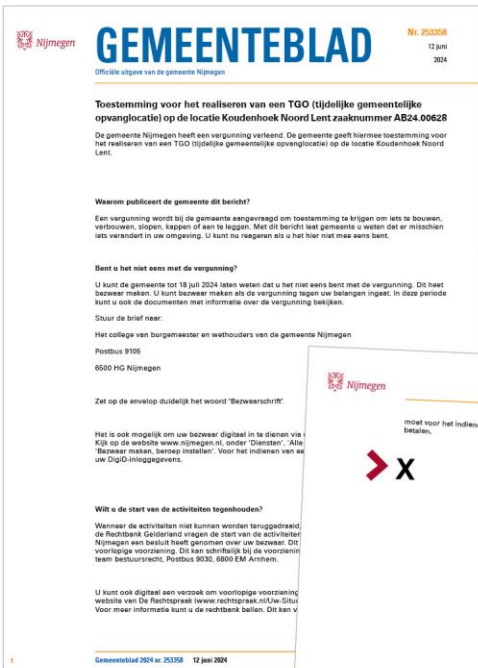 Nijmegen
GEMEENTEBLAD
Officiële uitgave van de gemeente Nijmegen
Nr. 253358
12 juni
2024
Toestemming voor het realiseren van een TGO (tijdelijke gemeentelijke
opvanglocatie) op de locatie Koudenhoek Noord Lent zaaknummer AB24.00628
De gemeente Nijmegen heeft een vergunning verleend. De gemeente geeft hiermee toestemming voor
het realiseren van een TGO (tijdelijke gemeentelijke opvanglocatie) op de locatie Koudenhoek Noord
Lent.
Waarom publiceert de gemeente dit bericht?
Een vergunning wordt bij de gemeente aangevraagd om toestemming te krijgen om iets te bouwen,
verbouwen, slopen, kappen of aan te leggen. Met dit bericht laat gemeente u weten dat er misschien
iets verandert in uw omgeving. U kunt nu reageren als u het hier niet mee eens bent.
Bent u het niet eens met de vergunning?
U kunt de gemeente tot 18 juli 2024 laten weten dat u het niet eens bent met de vergunning. Dit heet
bezwaar maken. U kunt bezwaar maken als de vergunning tegen uw belangen ingaat. In deze periode
kunt u ook de documenten met informatie over de vergunning bekijken.
Stuur de brief naar:
Het college van burgemeester en wethouders van de gemeente Nijmegen
Postbus 9105
6500 HG Nijmegen
Zet op de envelop duidelijk het woord 'Bezwaarschrift'.
Het is ook mogelijk om uw bezwaar digitaal in te dienen via
Kijk op de website www.nijmegen.nl, onder 'Diensten', 'Alle
'Bezwaar maken, beroep instellen'. Voor het indienen van ee
uw DigiD-inloggegevens.
Wilt u de start van de activiteiten tegenhouden?
Wanneer de activiteiten niet kunnen worden teruggedraaid,
de Rechtbank Gelderland vragen de start van de activiteiten
Nijmegen een besluit heeft genomen over uw bezwaar. Dit
voorlopige voorziening. Dit kan schriftelijk bij de voorzienin
team bestuursrecht, Postbus 9030, 6800 EM Arnhem.
U kunt ook digitaal een verzoek om voorlopige voorziening
website van De Rechtspraak (www.rechtspraak.nl/Uw-Situa
Voor meer informatie kunt u de rechtbank bellen. Dit kan v
1
Gemeenteblad 2024 nr. 253358
12 juni 2024
Nijmegen
moet voor het indien
betalen.
X